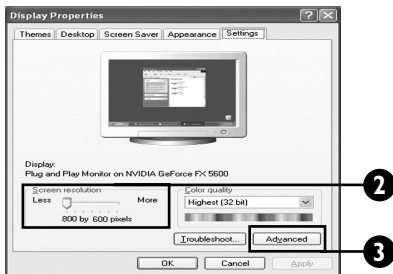 Display Properties
Themes Desktop Screen Saver Appearance Settings
Display:
Plug and Play Monitor on NVIDIA GeForce FX 5600
Screen resolution
Less More
800 by 600 pixels
Color quality
Highest (32 bit)
2
Troubleshoot... Advanced
3
OK Cancel Apply